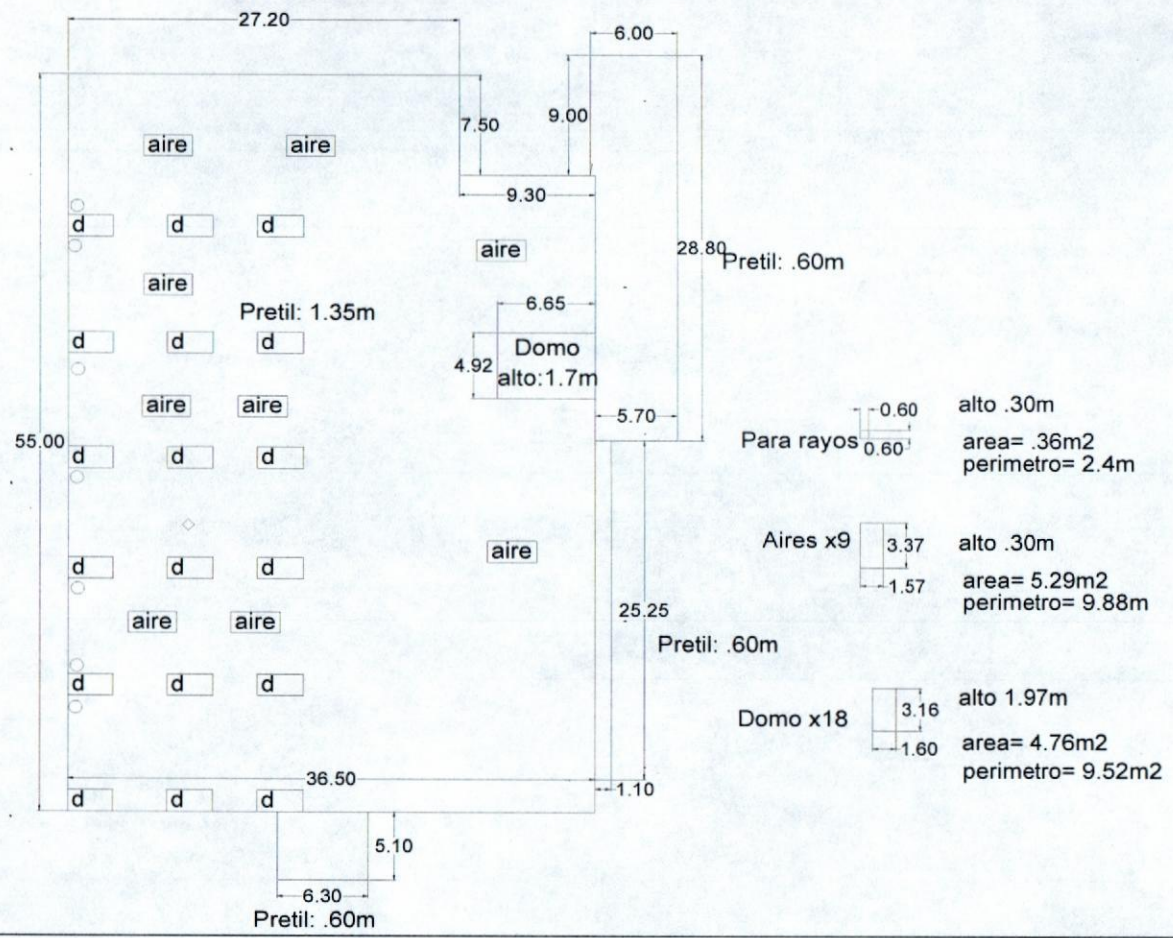 27.20
6.00
7.50
9.00
aire
aire
9.30
d
d
d
aire
28.80
Pretil: .60m
aire
6.65
Pretil: 1.35m
d
d
d
4.92
Domo
alto:1.7m
aire
aire
5.70
0.60
alto .30m
55.00
Para rayos
0.60
area= .36m2
perimetro= 2.4m
d
d
d
aire
Aires x9
3.37
alto .30m
d
d
d
1.57
area= 5.29m2
perimetro= 9.88m
25.25
aire
aire
Pretil: .60m
d
d
d
Domo x18
3.16
alto 1.97m
1.60
area= 4.76m2
perimetro= 9.52m2
36.50
1.10
d
d
d
5.10
6.30
Pretil: .60m